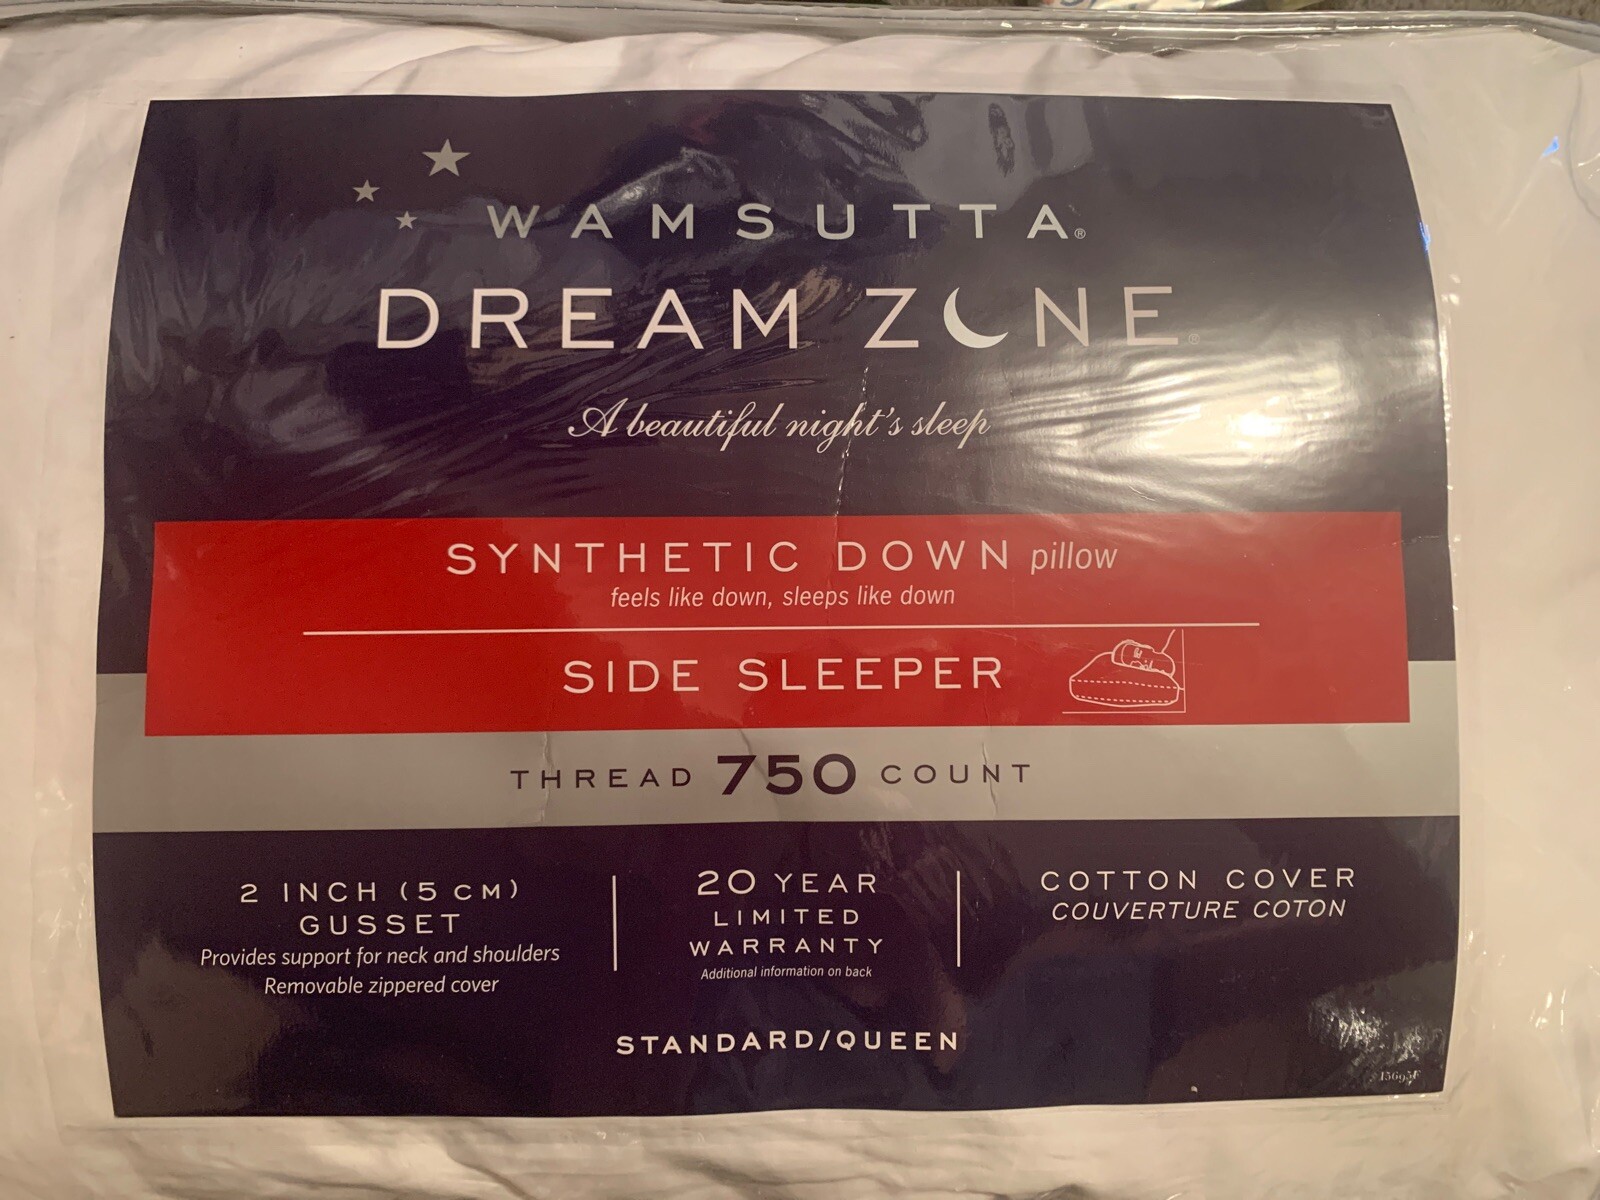 WAMSUTTA®
DREAM ZONE®
A beautiful night's sleep
SYNTHETIC DOWN pillow
feels like down, sleeps like down
SIDE SLEEPER
THREAD 750 COUNT
2 INCH (5 CM)
GUSSET
Provides support for neck and shoulders
Removable zippered cover
20 YEAR
LIMITED
WARRANTY
Additional information on back
COTTON COVER
COUVERTURE COTON
STANDARD/QUEEN